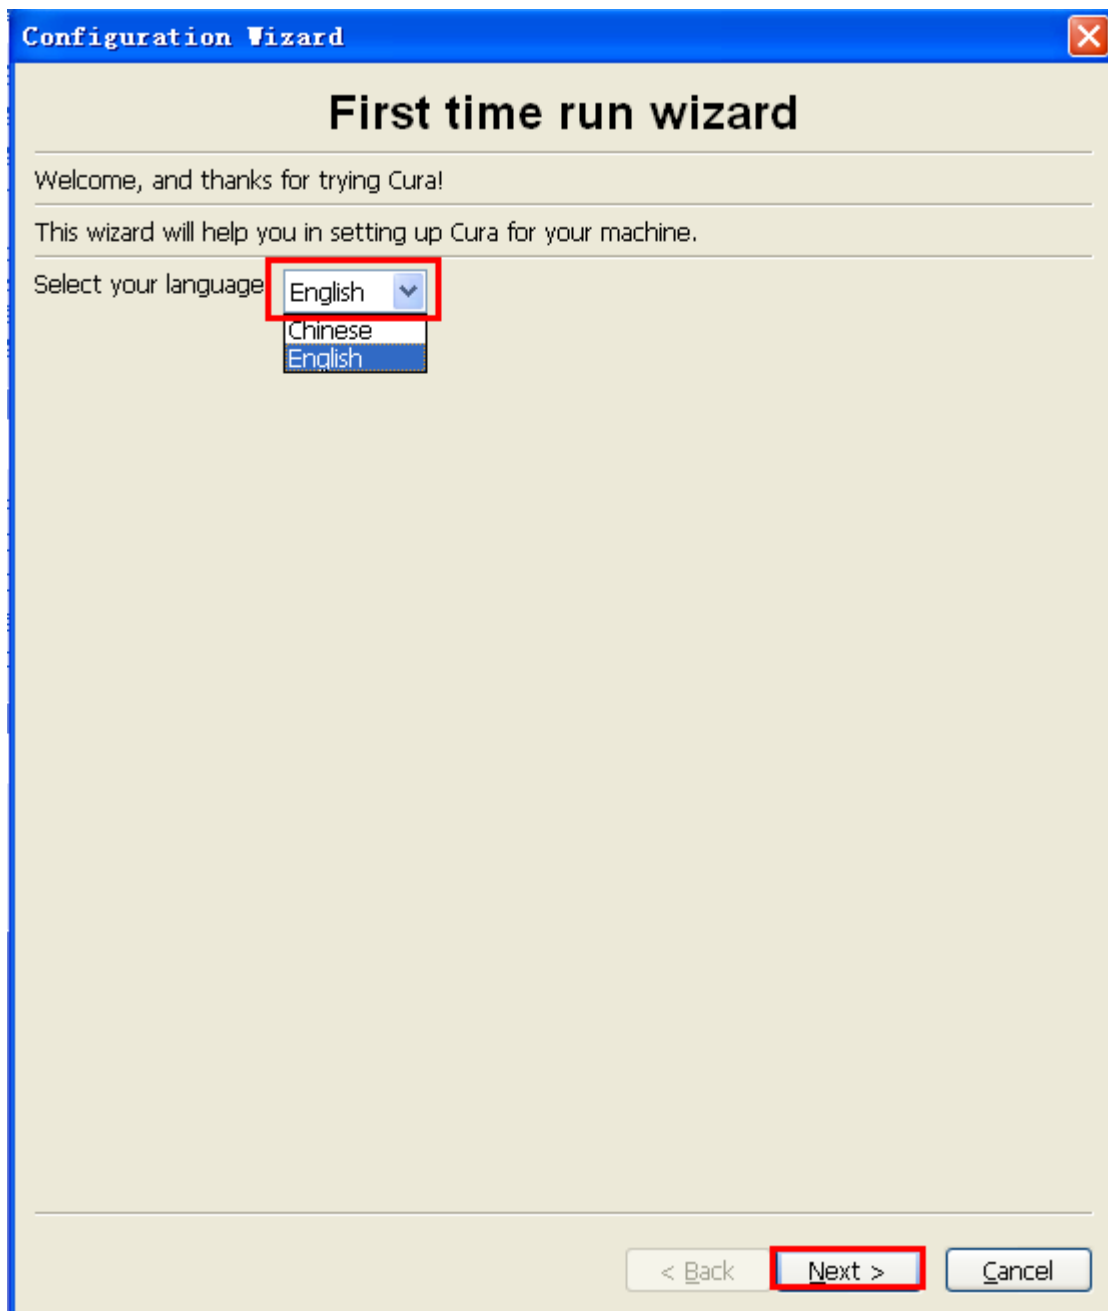 Configuration Wizard
First time run wizard
Welcome, and thanks for trying Cura!
This wizard will help you in setting up Cura for your machine.
Select your language English
Chinese
English
< Back Next > Cancel